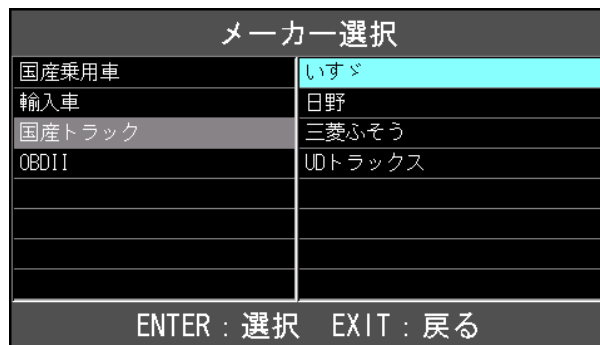 メーカー選択
国産乗用車
輸入車
国産トラック
OBDII
いすゞ
日野
三菱ふそう
UDトラックス
ENTER：選択　EXIT：戻る